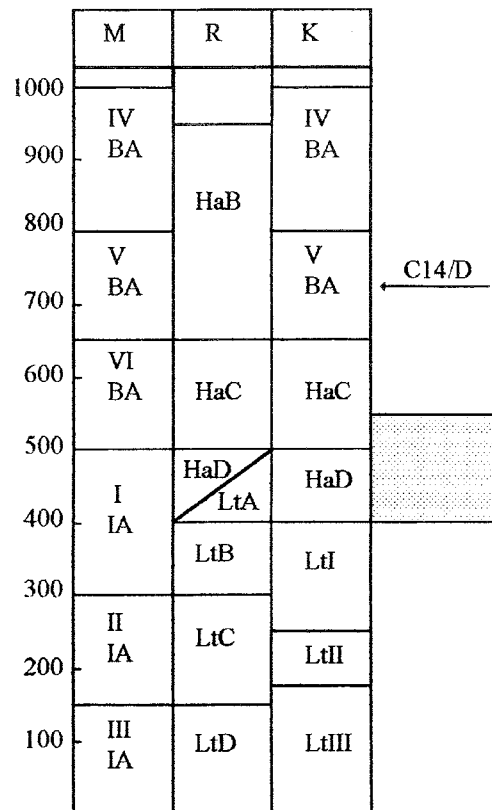 M R K
1000
IV IV
900 BA BA
HaB
800
V V
C14/D
BA BA
700
VI
600 BA HaC HaC
500
HaD HaD
I LtA
400 IA
LtB LtI
300
II LtC LtII
200 IA
III
100 IA LtD LtIII